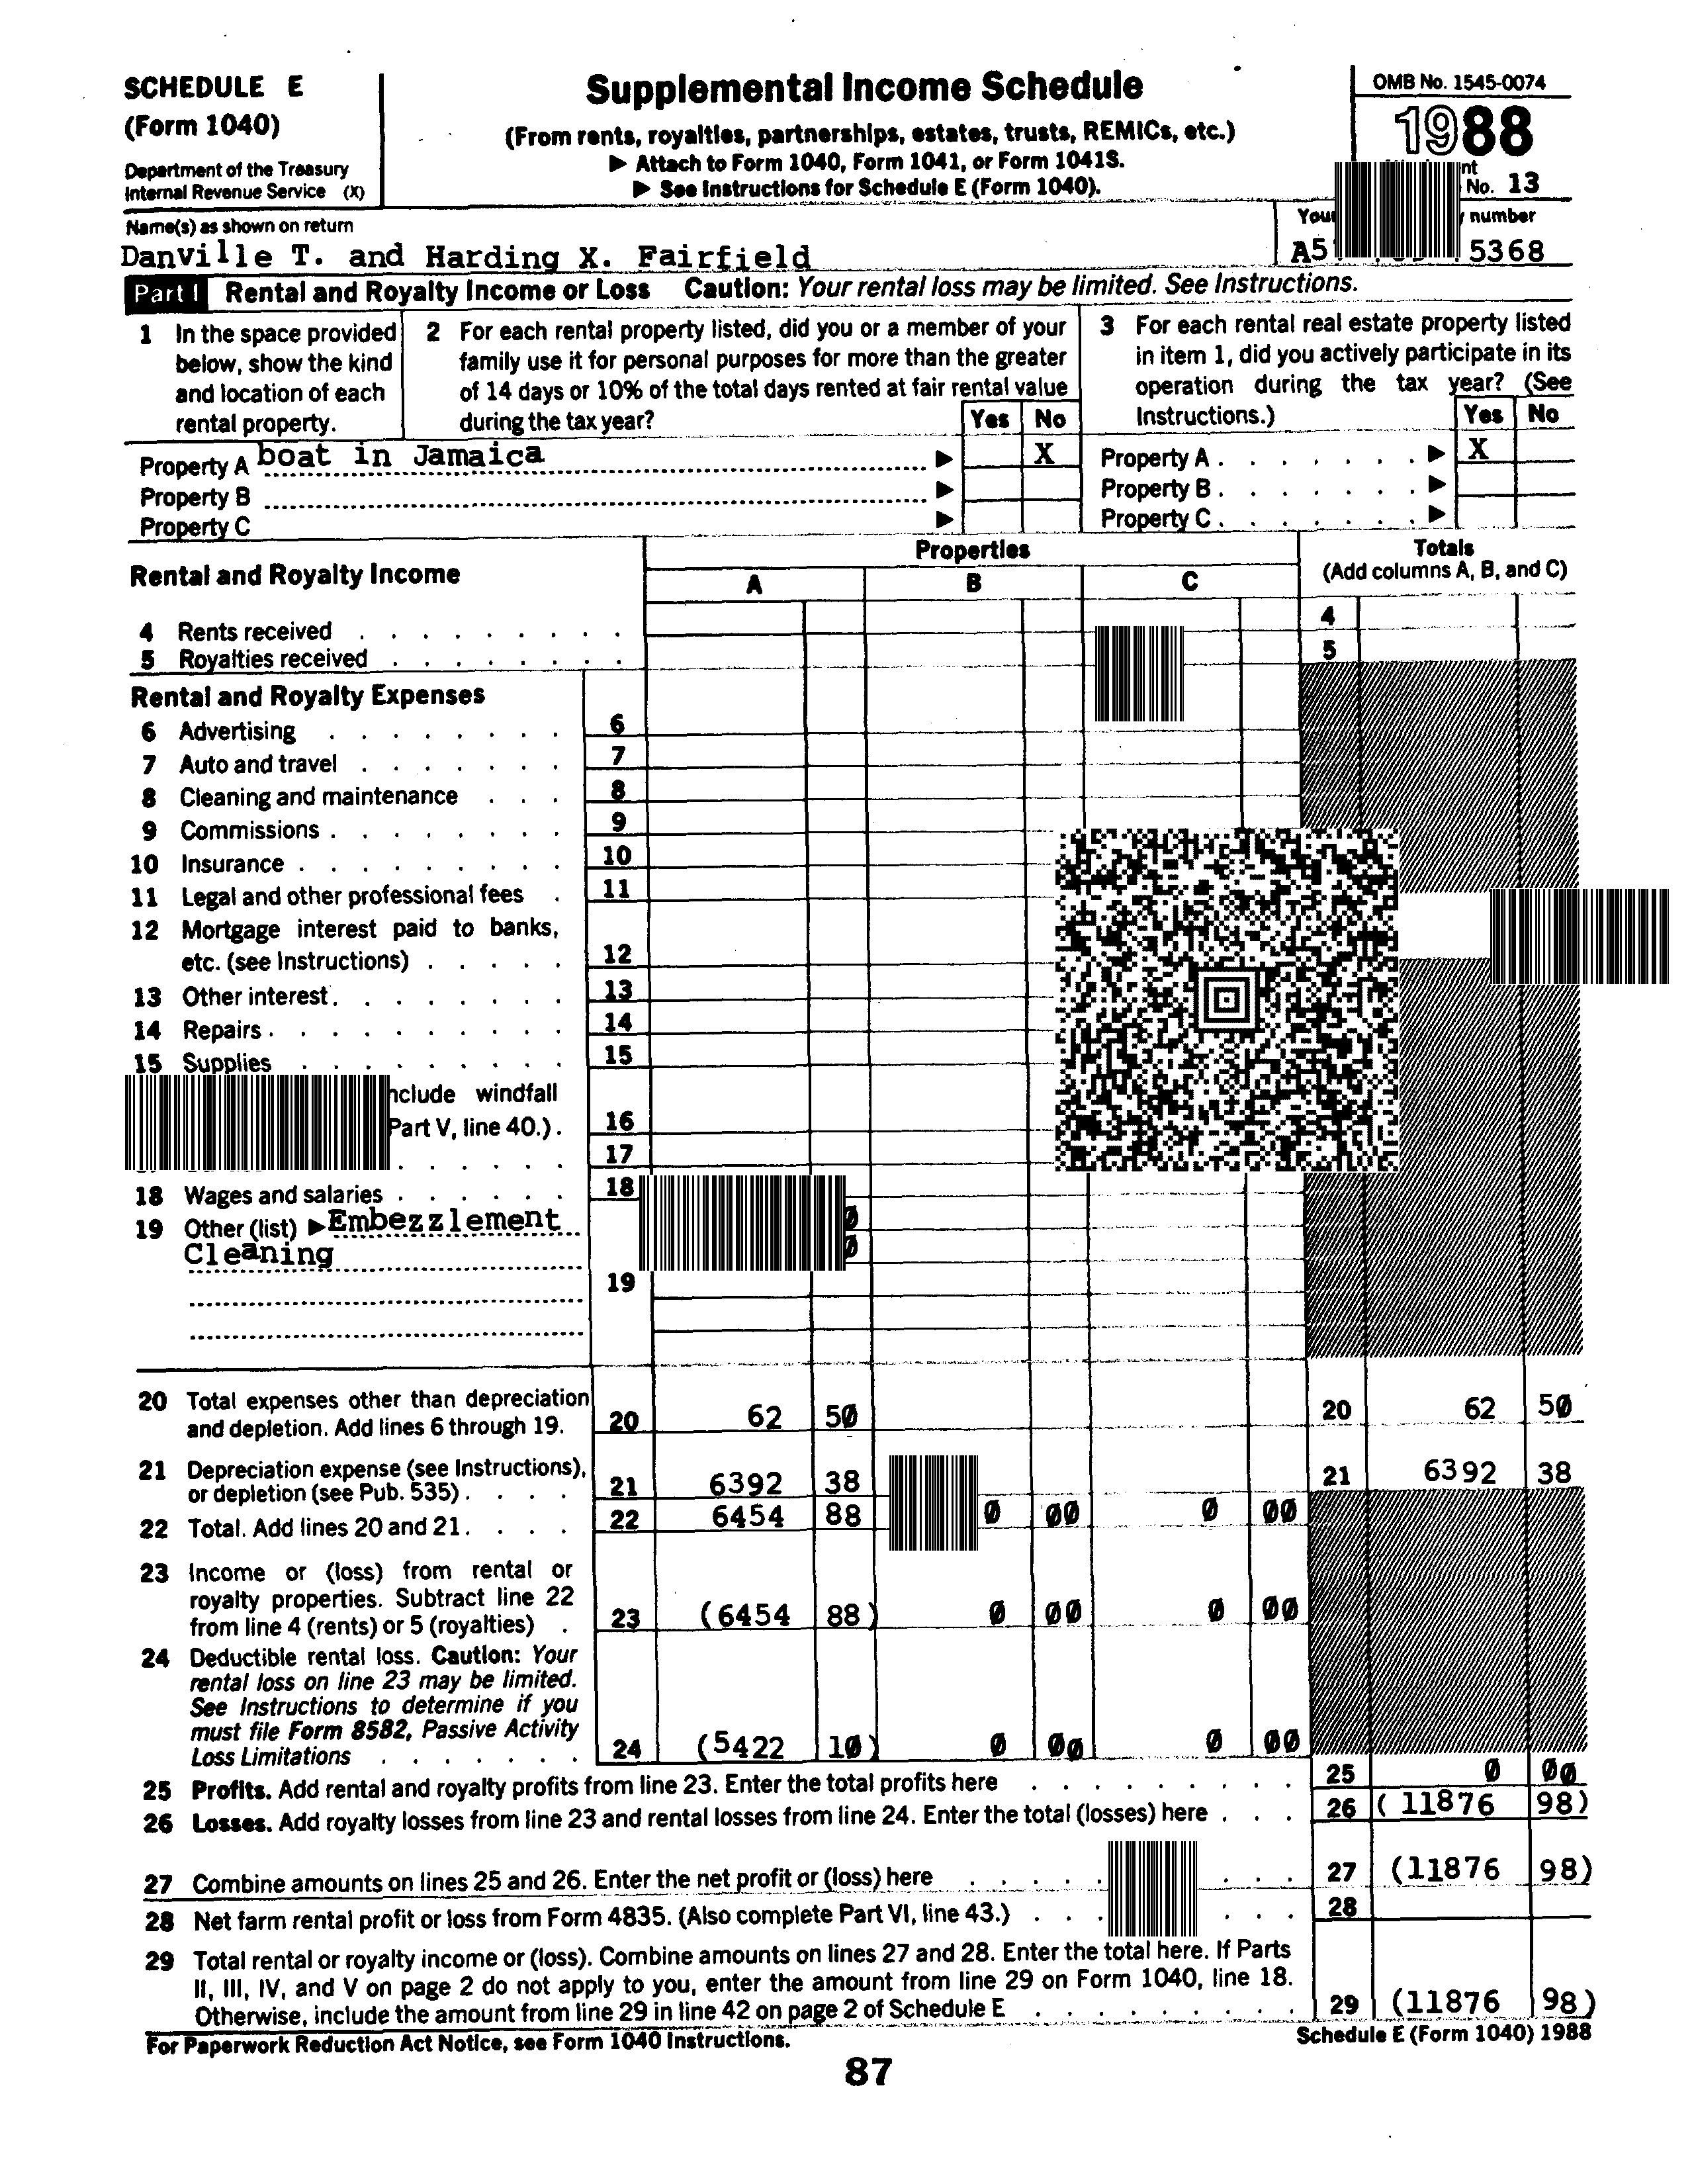 SCHEDULE E
(Form 1040)
Department of the Treasury
Internal Revenue Service (X)
Supplemental Income Schedule
(From rents, royalties, partnerships, estates, trusts, REMICs, etc.)
▶ Attach to Form 1040, Form 1041, or Form 1041S.
▶ See Instructions for Schedule E (Form 1040).
OMB No. 1545-0074
1988
No. 13
Name(s) as shown on return
Danville T. and Harding X. Fairfield
number
5368
Part I Rental and Royalty Income or Loss Caution: Your rental loss may be limited. See Instructions.
1 In the space provided
below, show the kind
and location of each
rental property.
2 For each rental property listed, did you or a member of your
family use it for personal purposes for more than the greater
of 14 days or 10% of the total days rented at fair rental value
during the tax year?
Yes No
3 For each rental real estate property listed
in item 1, did you actively participate in its
operation during the tax year? (See
Instructions.)
Yes No
Property A boat in Jamaica ▶ X
Property B ▶
Property C ▶
Property A . . . . . . . ▶ X
Property B . . . . . . . ▶
Property C . . . . . . . ▶
Rental and Royalty Income
Properties
A B C
Totals
(Add columns A, B, and C)
4 Rents received . . . . . . . . . 4
5 Royalties received . . . . . . . . 5
Rental and Royalty Expenses
6 Advertising . . . . . . . . 6
7 Auto and travel . . . . . . . 7
8 Cleaning and maintenance . . . 8
9 Commissions . . . . . . . . 9
10 Insurance . . . . . . . . . 10
11 Legal and other professional fees . 11
12 Mortgage interest paid to banks,
etc. (see Instructions) . . . . . 12
13 Other interest . . . . . . . . 13
14 Repairs . . . . . . . . . . 14
15 Supplies . . . . . . . . . 15
windfall
Part V, line 40.) . 16
. . . . . . 17
18 Wages and salaries . . . . . . 18
19 Other (list) ▶ Embezzlement
Cleaning
19
20 Total expenses other than depreciation
and depletion. Add lines 6 through 19. 20 62 50 20 62 50
21 Depreciation expense (see Instructions),
or depletion (see Pub. 535) . . . . 21 6392 38 21 6392 38
22 Total. Add lines 20 and 21. . . . 22 6454 88 0 00 0 00
23 Income or (loss) from rental or
royalty properties. Subtract line 22
from line 4 (rents) or 5 (royalties) . 23 (6454 88) 0 00 0 00
24 Deductible rental loss. Caution: Your
rental loss on line 23 may be limited.
See Instructions to determine if you
must file Form 8582, Passive Activity
Loss Limitations . . . . . . . 24 (5422 10) 0 00 0 00
25 Profits. Add rental and royalty profits from line 23. Enter the total profits here . . . . . . . . . 25 0 00
26 Losses. Add royalty losses from line 23 and rental losses from line 24. Enter the total (losses) here . . . 26 (11876 98)
27 Combine amounts on lines 25 and 26. Enter the net profit or (loss) here . . . . . . . . 27 (11876 98)
28 Net farm rental profit or loss from Form 4835. (Also complete Part VI, line 43.) . . . . . . 28
29 Total rental or royalty income or (loss). Combine amounts on lines 27 and 28. Enter the total here. If Parts
II, III, IV, and V on page 2 do not apply to you, enter the amount from line 29 on Form 1040, line 18.
Otherwise, include the amount from line 29 in line 42 on page 2 of Schedule E . . . . . . . . . 29 (11876 98)
For Paperwork Reduction Act Notice, see Form 1040 Instructions.
Schedule E (Form 1040) 1988
87